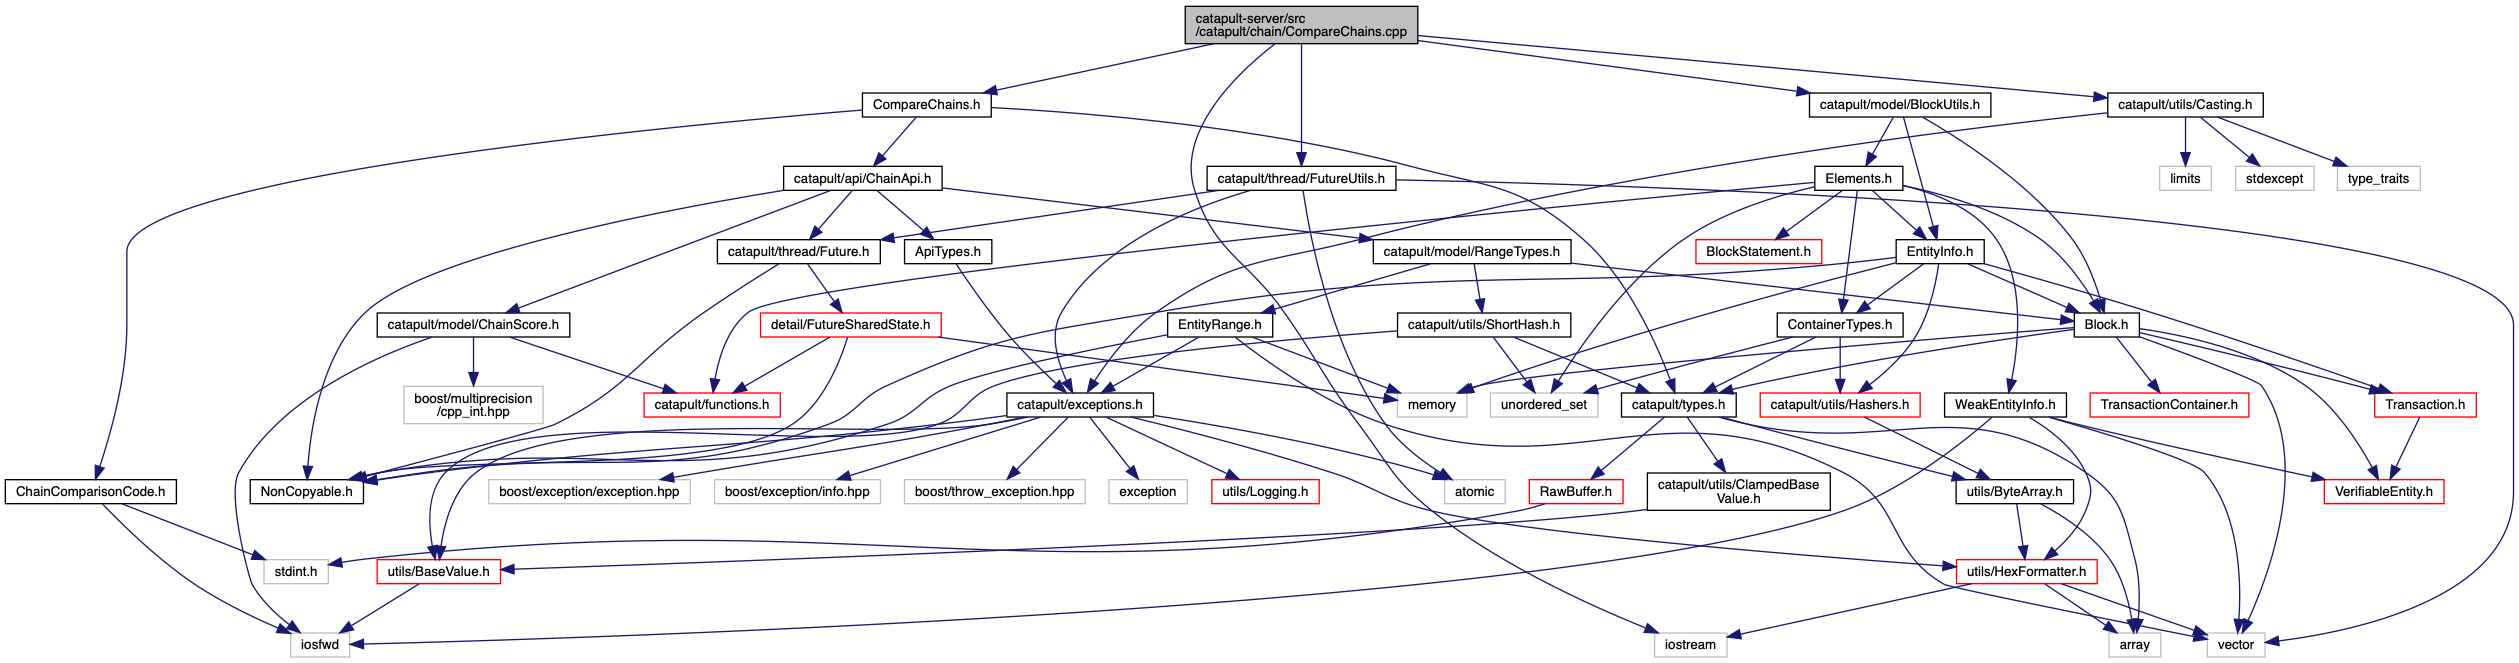 catapult-server/src
/catapult/chain/CompareChains.cpp
CompareChains.h
catapult/model/BlockUtils.h
catapult/utils/Casting.h
catapult/api/ChainApi.h
catapult/thread/FutureUtils.h
Elements.h
limits
stdexcept
type_traits
catapult/thread/Future.h
ApiTypes.h
catapult/model/RangeTypes.h
BlockStatement.h
EntityInfo.h
catapult/model/ChainScore.h
detail/FutureSharedState.h
EntityRange.h
catapult/utils/ShortHash.h
ContainerTypes.h
Block.h
boost/multiprecision
/cpp_int.hpp
catapult/functions.h
memory
catapult/exceptions.h
unordered_set
catapult/types.h
catapult/utils/Hashers.h
WeakEntityInfo.h
TransactionContainer.h
Transaction.h
ChainComparisonCode.h
NonCopyable.h
boost/exception/exception.hpp
boost/exception/info.hpp
boost/throw_exception.hpp
exception
utils/Logging.h
atomic
RawBuffer.h
catapult/utils/ClampedBase
Value.h
utils/ByteArray.h
VerifiableEntity.h
stdint.h
utils/BaseValue.h
utils/HexFormatter.h
iosfwd
iostream
array
vector